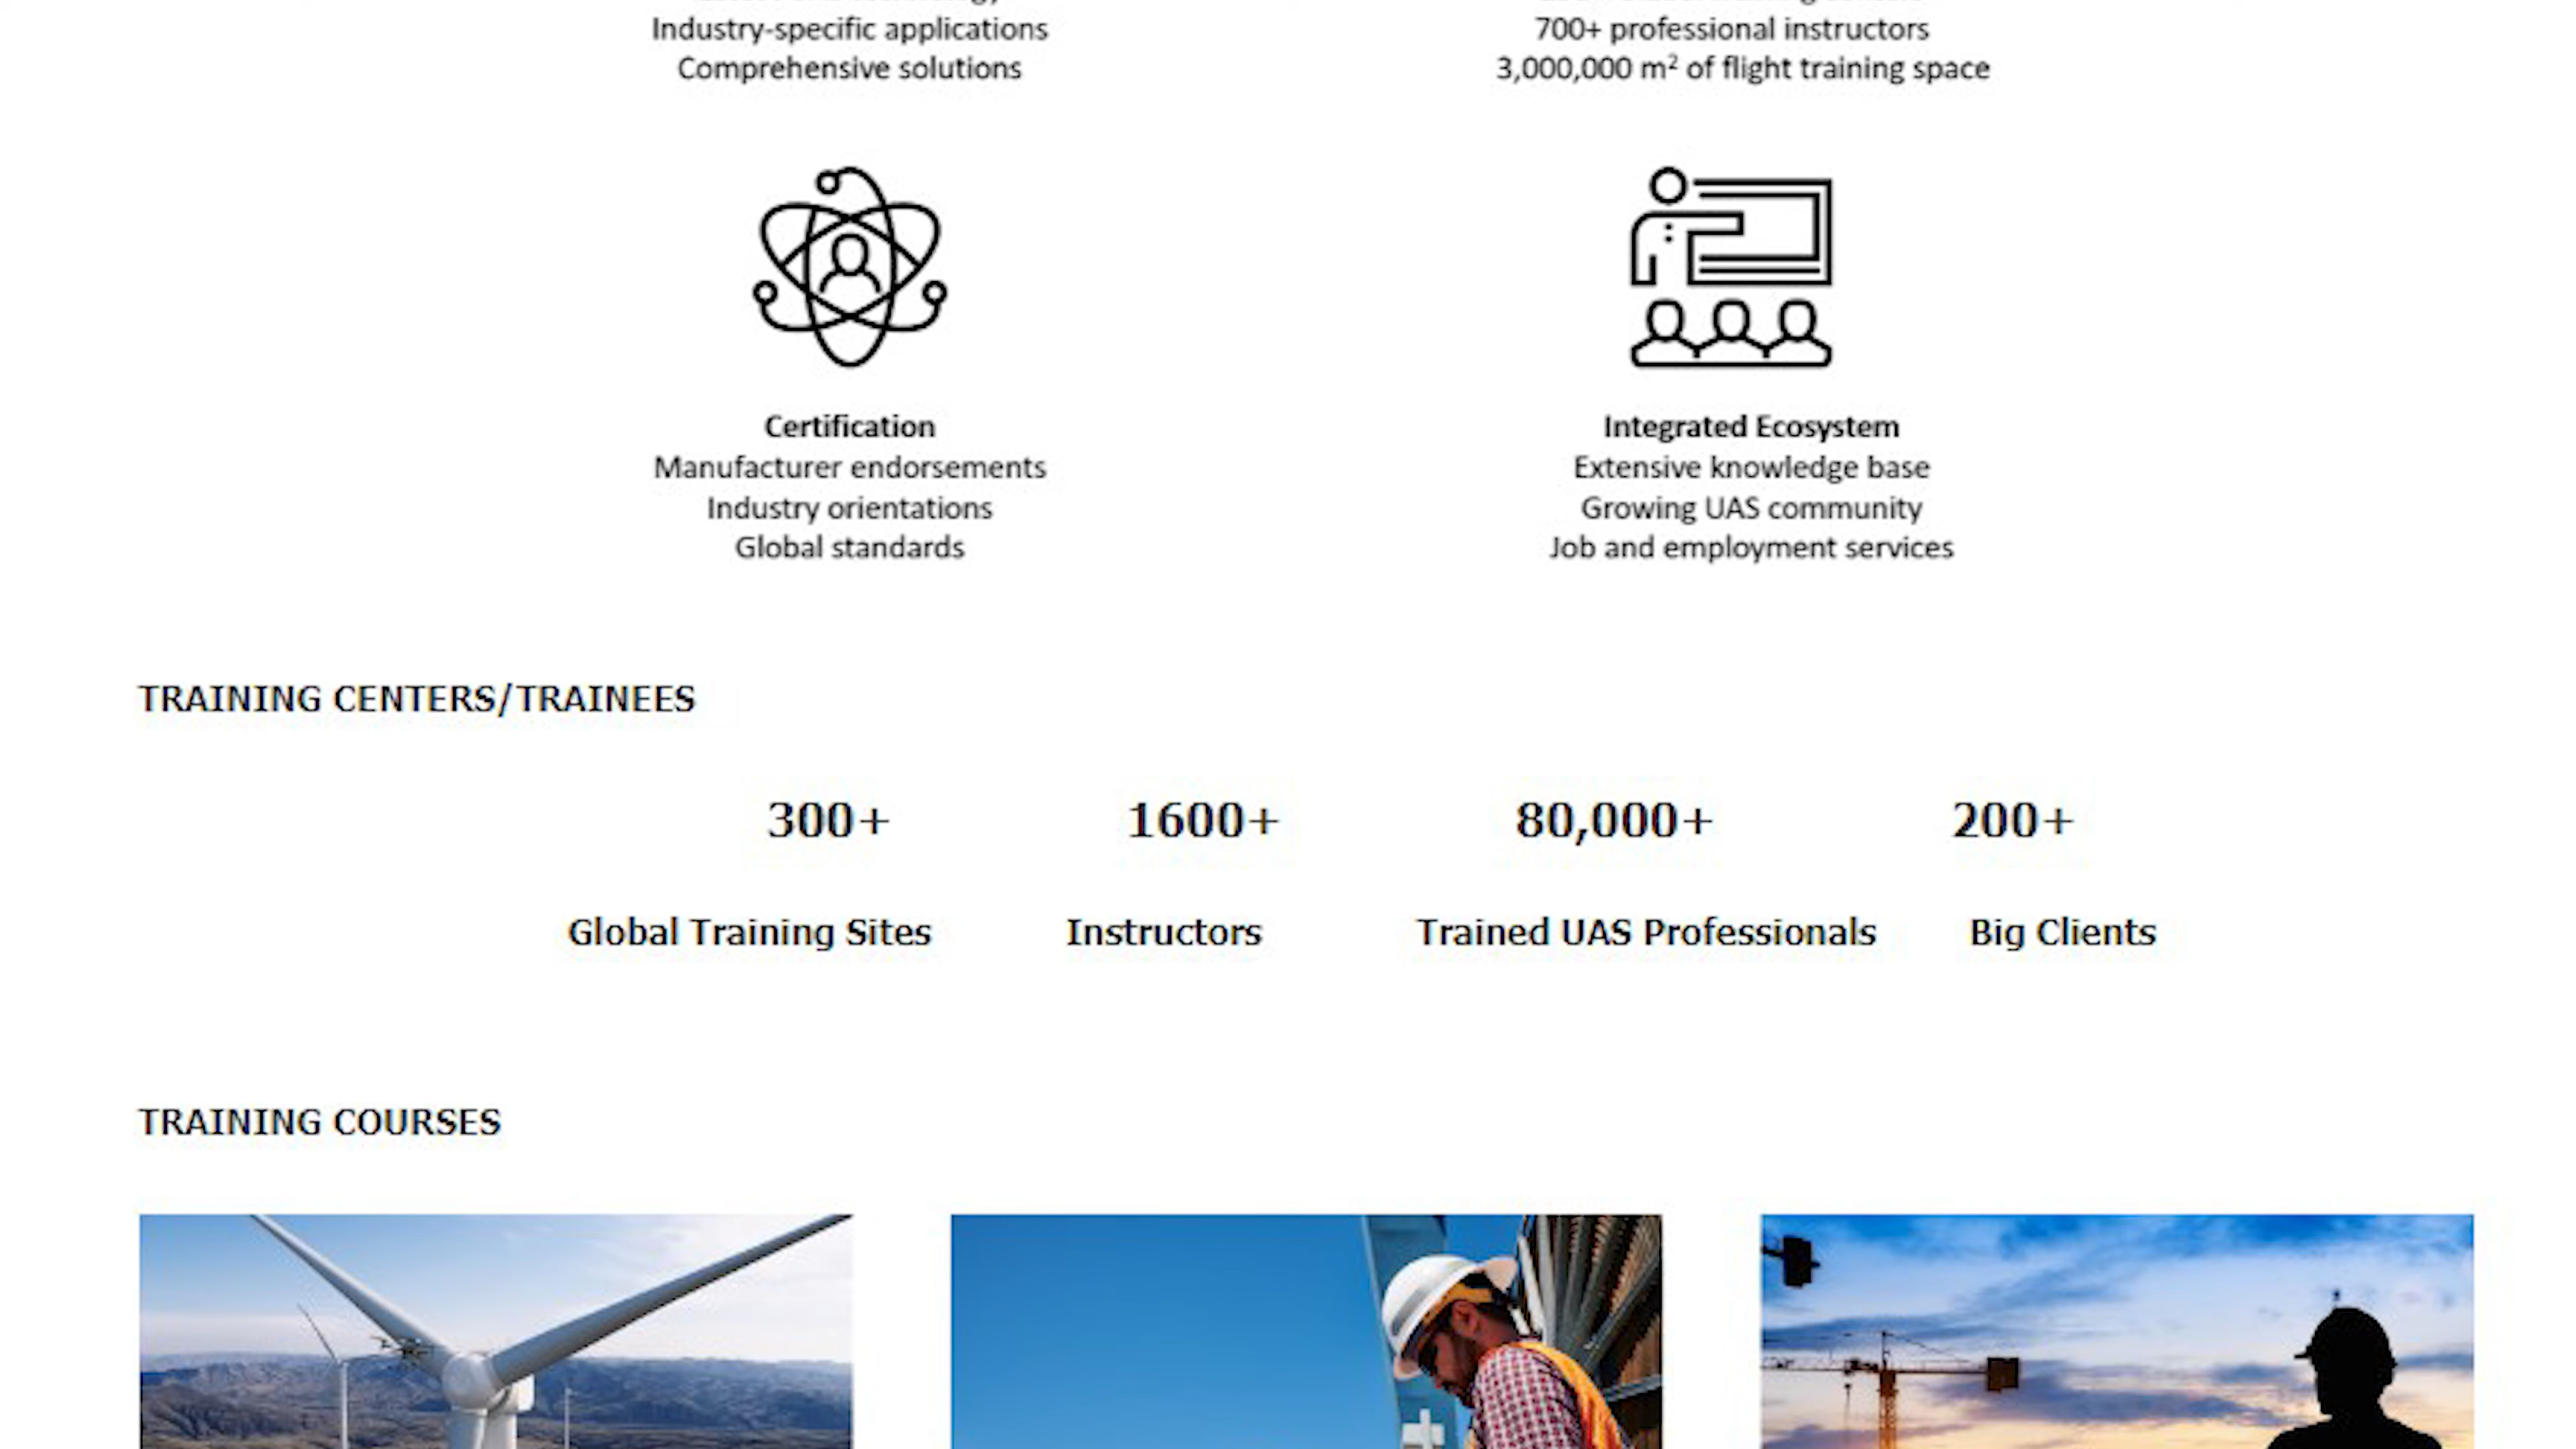 Industry-specific applications
Comprehensive solutions
700+ professional instructors
3,000,000 m² of flight training space
Certification
Manufacturer endorsements
Industry orientations
Global standards
Integrated Ecosystem
Extensive knowledge base
Growing UAS community
Job and employment services
TRAINING CENTERS/TRAINEES
300+ 1600+ 80,000+ 200+
Global Training Sites Instructors Trained UAS Professionals Big Clients
TRAINING COURSES